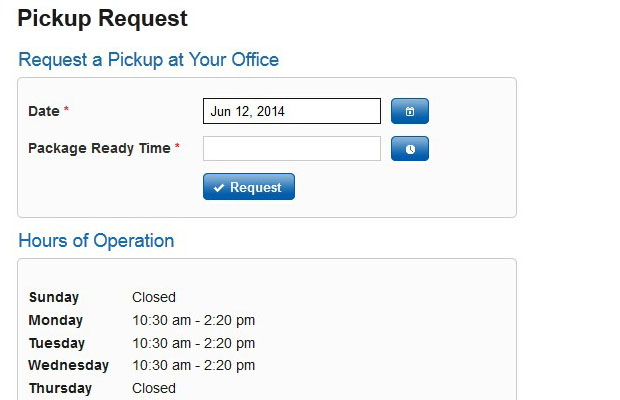 Pickup Request
Request a Pickup at Your Office
Date * Jun 12, 2014
Package Ready Time *
Request
Hours of Operation
Sunday Closed
Monday 10:30 am - 2:20 pm
Tuesday 10:30 am - 2:20 pm
Wednesday 10:30 am - 2:20 pm
Thursday Closed